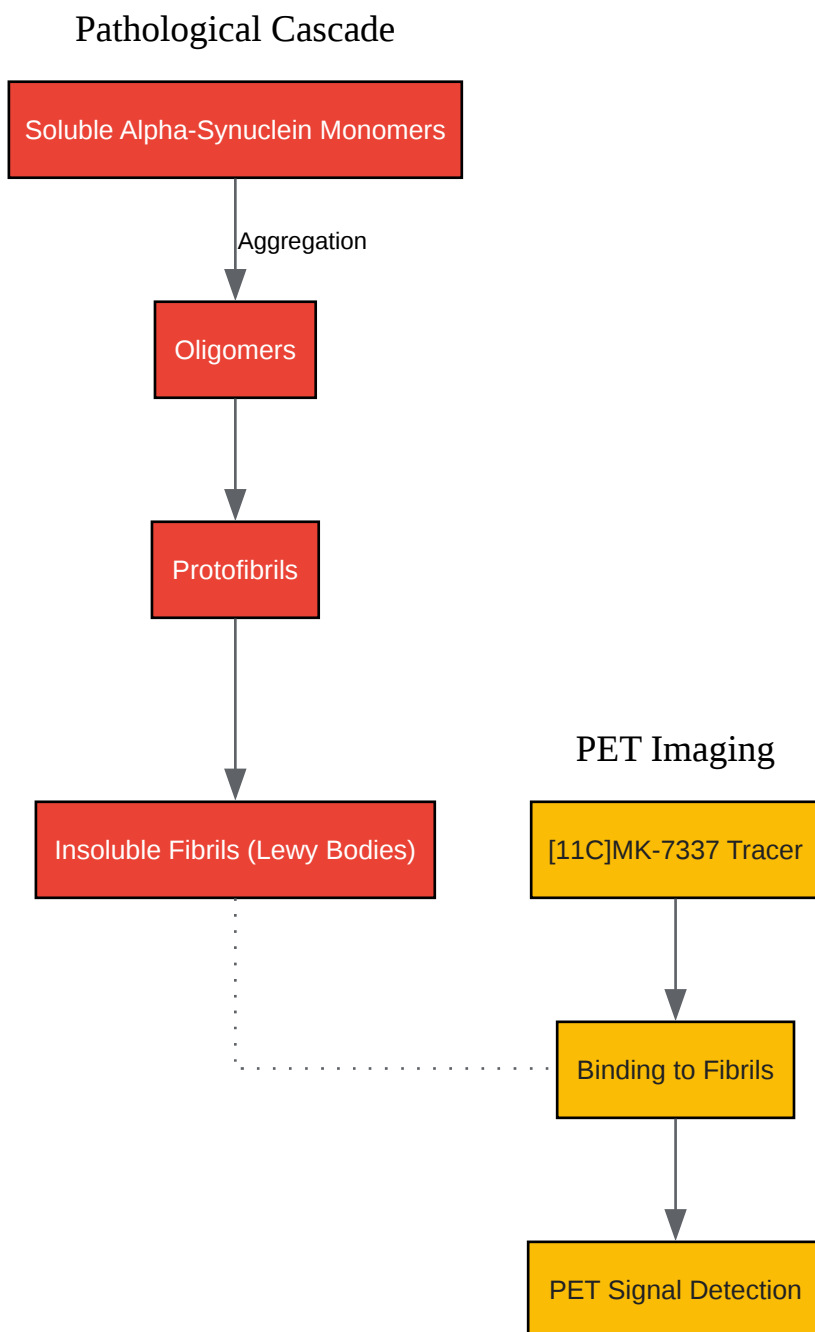 Pathological Cascade
Soluble Alpha-Synuclein Monomers
Aggregation
Oligomers
Protofibrils
Insoluble Fibrils (Lewy Bodies)
PET Imaging
[11C]MK-7337 Tracer
Binding to Fibrils
PET Signal Detection